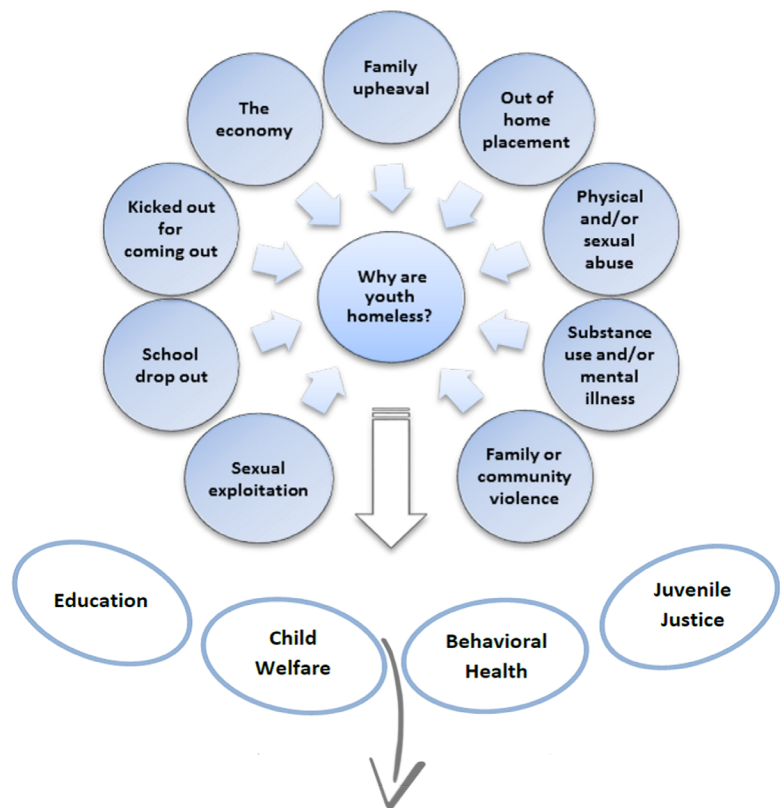 Family
upheaval
Out of
home
placement
Physical
and/or
sexual
abuse
Substance
use and/or
mental
illness
Family or
community
violence
Sexual
exploitation
School
drop out
Kicked out
for
coming out
The
economy
Why are
youth
homeless?
Education
Child
Welfare
Behavioral
Health
Juvenile
Justice